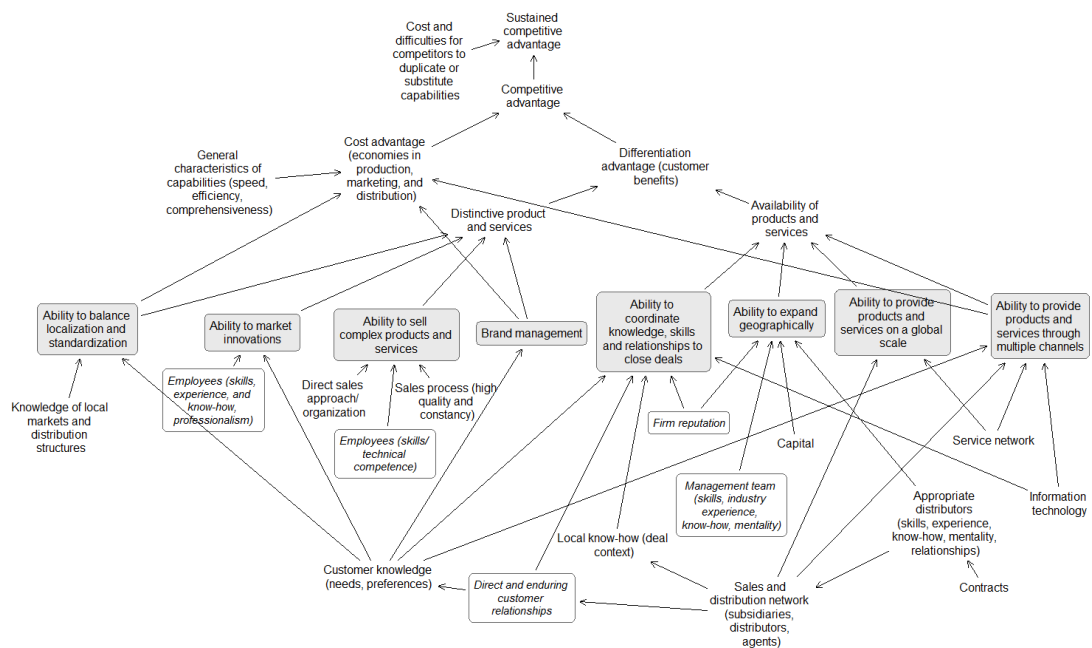 Sustained
competitive
advantage
Cost and
difficulties for
competitors to
duplicate or
substitute
capabilities
Competitive
advantage
Cost advantage
(economies in
production,
marketing, and
distribution)
General
characteristics of
capabilities (speed,
efficiency,
comprehensiveness)
Differentiation
advantage (customer
benefits)
Distinctive product
and services
Availability of
products and
services
Ability to balance
localization and
standardization
Ability to market
innovations
Ability to sell
complex products and
services
Brand management
Ability to
coordinate
knowledge, skills
and relationships to
close deals
Ability to expand
geographically
Ability to provide
products and
services on a global
scale
Ability to provide
products and
services through
multiple channels
Knowledge of local
markets and
distribution
structures
Employees (skills,
experience, and
know-how,
professionalism)
Direct sales
approach/
organization
Sales process (high
quality and
constancy)
Employees (skills/
technical
competence)
Firm reputation
Capital
Service network
Management team
(skills, industry
experience,
know-how, mentality)
Appropriate
distributors
(skills, experience,
know-how, mentality,
relationships)
Information
technology
Local know-how (deal
context)
Customer knowledge
(needs, preferences)
Direct and enduring
customer
relationships
Sales and
distribution network
(subsidiaries,
distributors,
agents)
Contracts